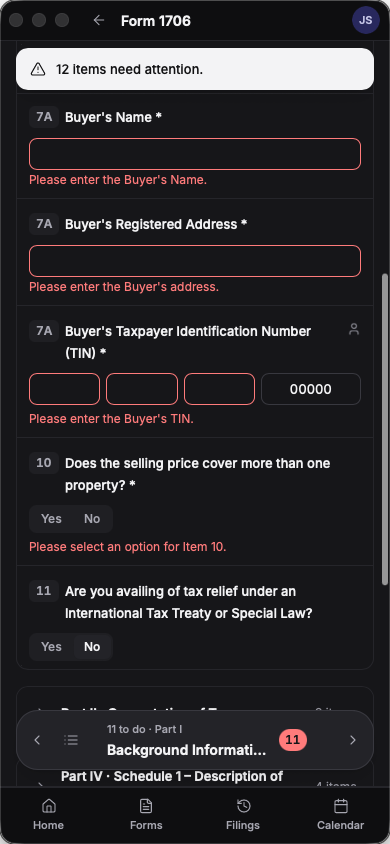 Form 1706
JS
12 items need attention.
7A Buyer's Name *
Please enter the Buyer's Name.
7A Buyer's Registered Address *
Please enter the Buyer's address.
7A Buyer's Taxpayer Identification Number
(TIN) *
00000
Please enter the Buyer's TIN.
10 Does the selling price cover more than one
property? *
Yes No
Please select an option for Item 10.
11 Are you availing of tax relief under an
International Tax Treaty or Special Law?
Yes No
11 to do · Part I
Background Informati... 11
Part IV · Schedule 1 – Description of
4 items
Home Forms Filings Calendar